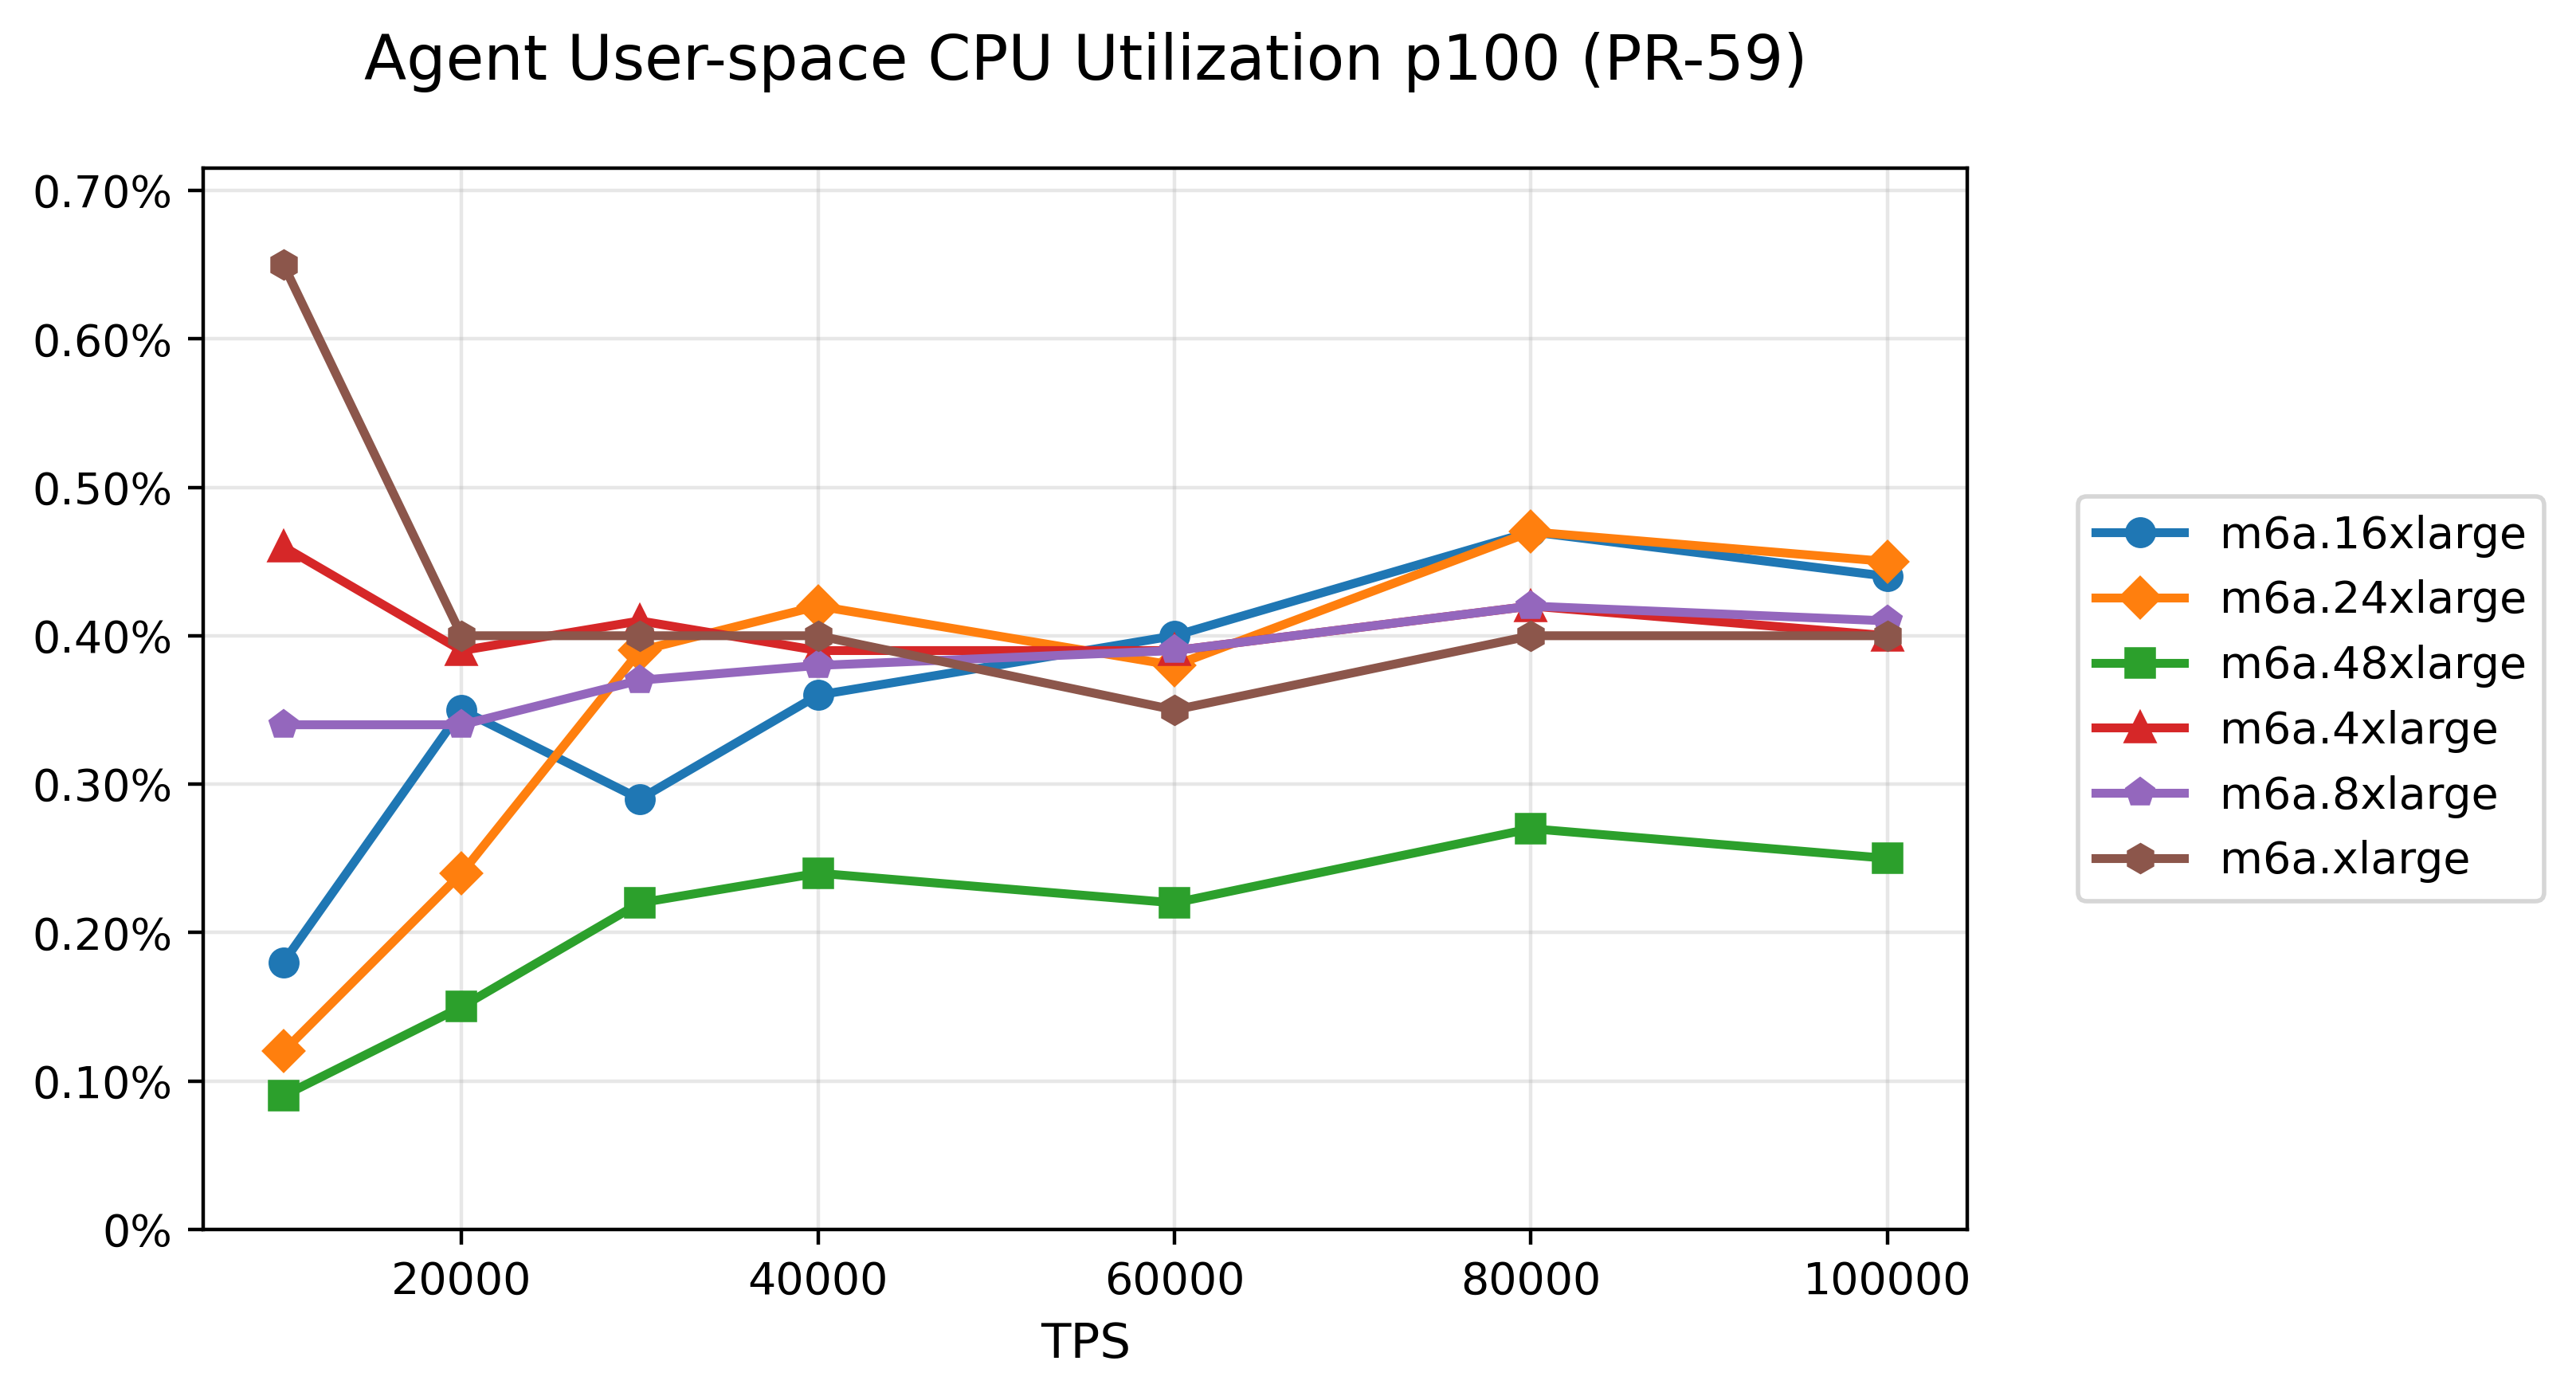 Agent User-space CPU Utilization p100 (PR-59)
0.70%
0.60%
0.50%
0.40%
0.30%
0.20%
0.10%
0%
20000 40000 60000 80000 100000
TPS
m6a.16xlarge
m6a.24xlarge
m6a.48xlarge
m6a.4xlarge
m6a.8xlarge
m6a.xlarge